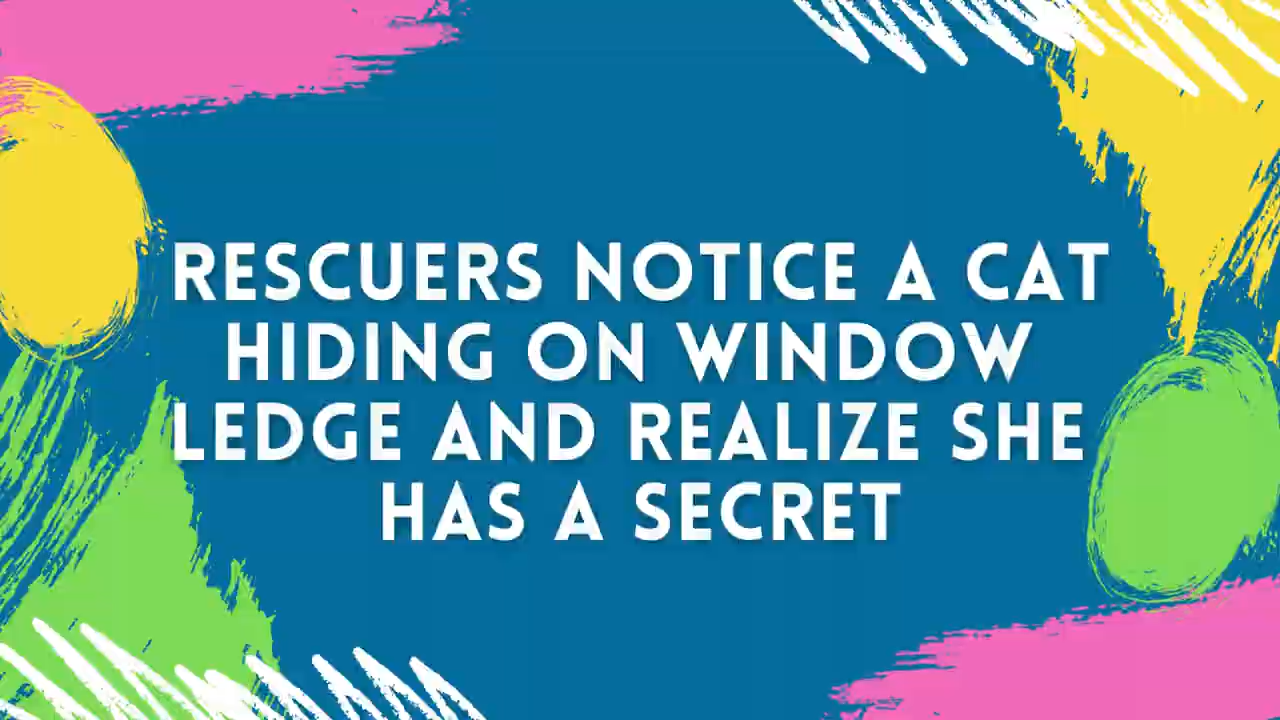 RESCUERS NOTICE A CAT
HIDING ON WINDOW
LEDGE AND REALIZE SHE
HAS A SECRET